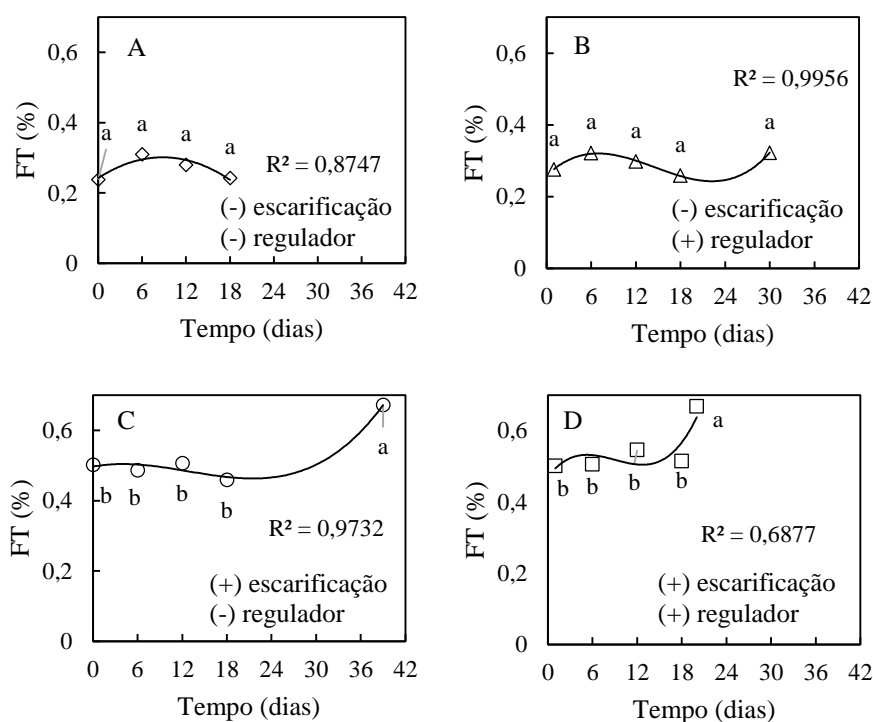 A
0,6
0,4
0,2
0
FT (%)
a a a a
R² = 0,8747
(-) escarificação
(-) regulador
0 6 12 18 24 30 36 42
Tempo (dias)
B
0,6
0,4
0,2
0
FT (%)
R² = 0,9956
a a a a a
(-) escarificação
(+) regulador
0 6 12 18 24 30 36 42
Tempo (dias)
C
0,6
0,4
0,2
0
FT (%)
b b b b a
R² = 0,9732
(+) escarificação
(-) regulador
0 6 12 18 24 30 36 42
Tempo (dias)
D
0,6
0,4
0,2
0
FT (%)
b b b b a
R² = 0,6877
(+) escarificação
(+) regulador
0 6 12 18 24 30 36 42
Tempo (dias)